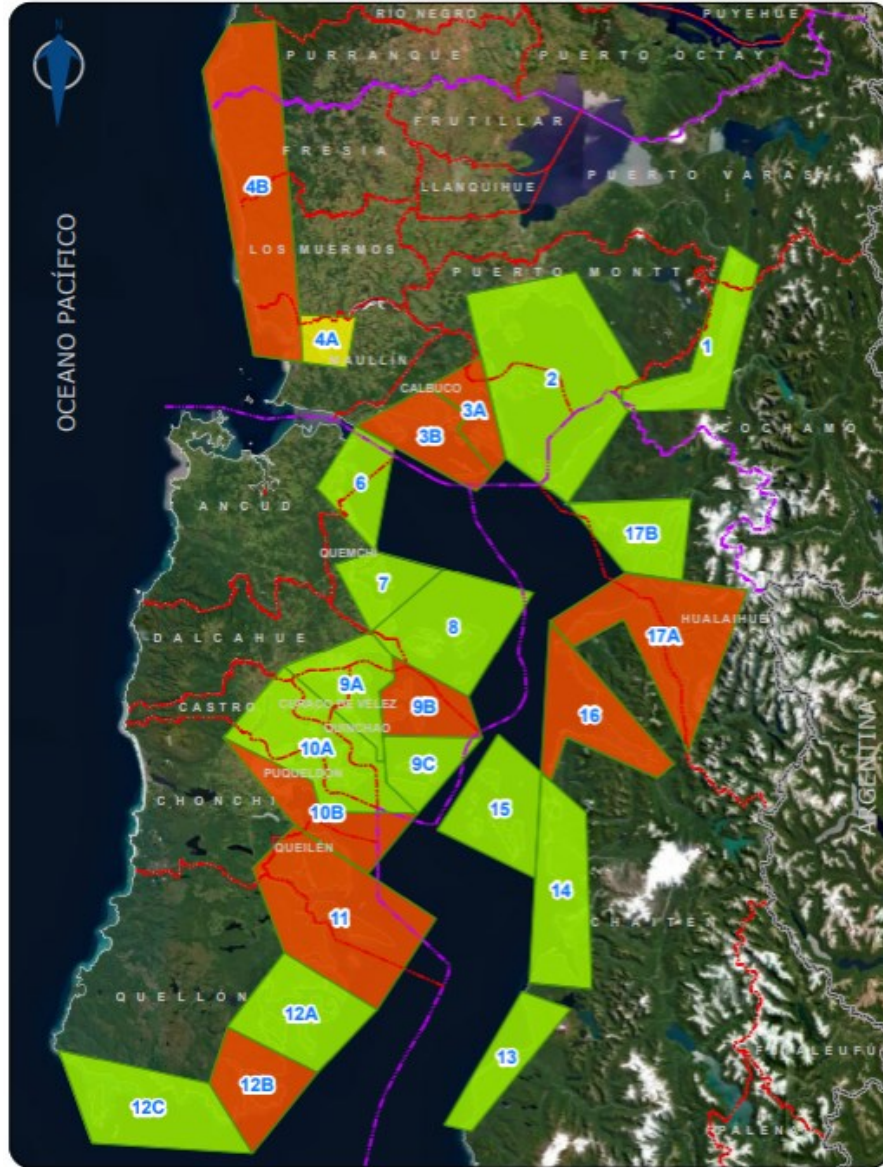 RIO NEGRO
PUYEHUE
N
PURRANQUE
PUERTO OCTAY
FRUTILLAR
FRESIA
PUERTO VARAS
4B
LLANQUIHUE
OCEANO PACÍFICO
LOS MUERMOS
PUERTO MONTT
4A
1
MAULLÍN
2
CALBUCO
3A
3B
COCHAMO
6
ANCUD
17B
QUEMCHI
7
8
HUALAIHUE
17A
DALCAHUE
9A
CURACO DE VELEZ
CASTRO
9B
16
QUINCHAO
10A
9C
PUQUELDON
CHONCHI
10B
15
ARGENTINA
QUEILÉN
14
11
CHAITEN
QUELLÓN
12A
13
FUTALEUFU
12B
12C
PALENA